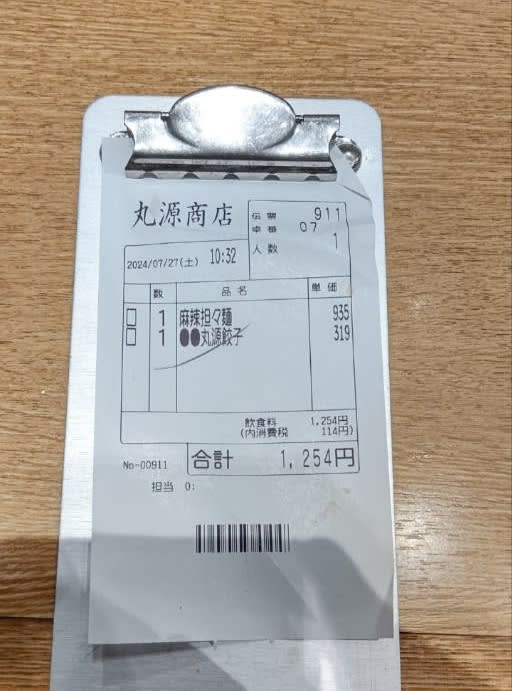 丸源商店
伝票 911
卓番 07
人数 1
2024/07/27(土) 10:32
数 品名 単価
1 麻辣担々麺 935
1 ●●丸源餃子 319
飲食料 1,254円
(内消費税 114円)
No-00911
合計 1,254円
担当 0: